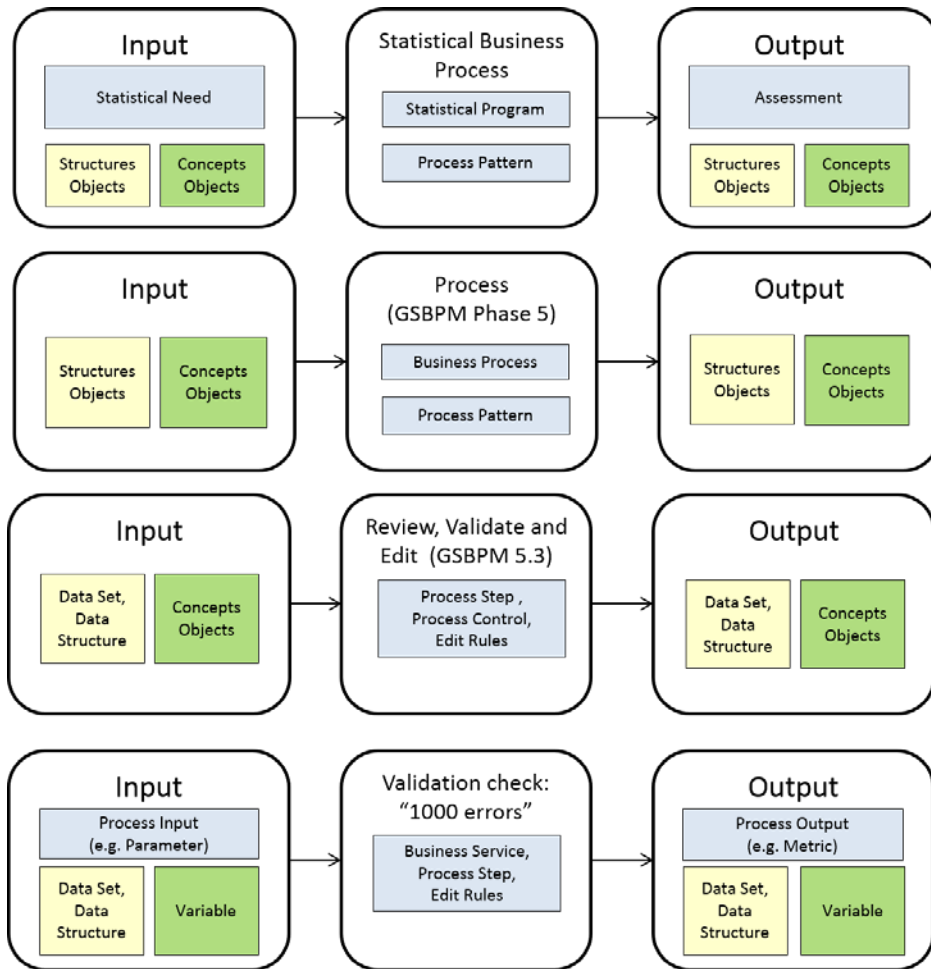 Input
Statistical Need
Structures
Objects
Concepts
Objects
Statistical Business
Process
Statistical Program
Process Pattern
Output
Assessment
Structures
Objects
Concepts
Objects
Input
Structures
Objects
Concepts
Objects
Process
(GSBPM Phase 5)
Business Process
Process Pattern
Output
Structures
Objects
Concepts
Objects
Input
Data Set,
Data
Structure
Concepts
Objects
Review, Validate and
Edit (GSBPM 5.3)
Process Step ,
Process Control,
Edit Rules
Output
Data Set,
Data
Structure
Concepts
Objects
Input
Process Input
(e.g. Parameter)
Data Set,
Data
Structure
Variable
Validation check:
“1000 errors”
Business Service,
Process Step,
Edit Rules
Output
Process Output
(e.g. Metric)
Data Set,
Data
Structure
Variable